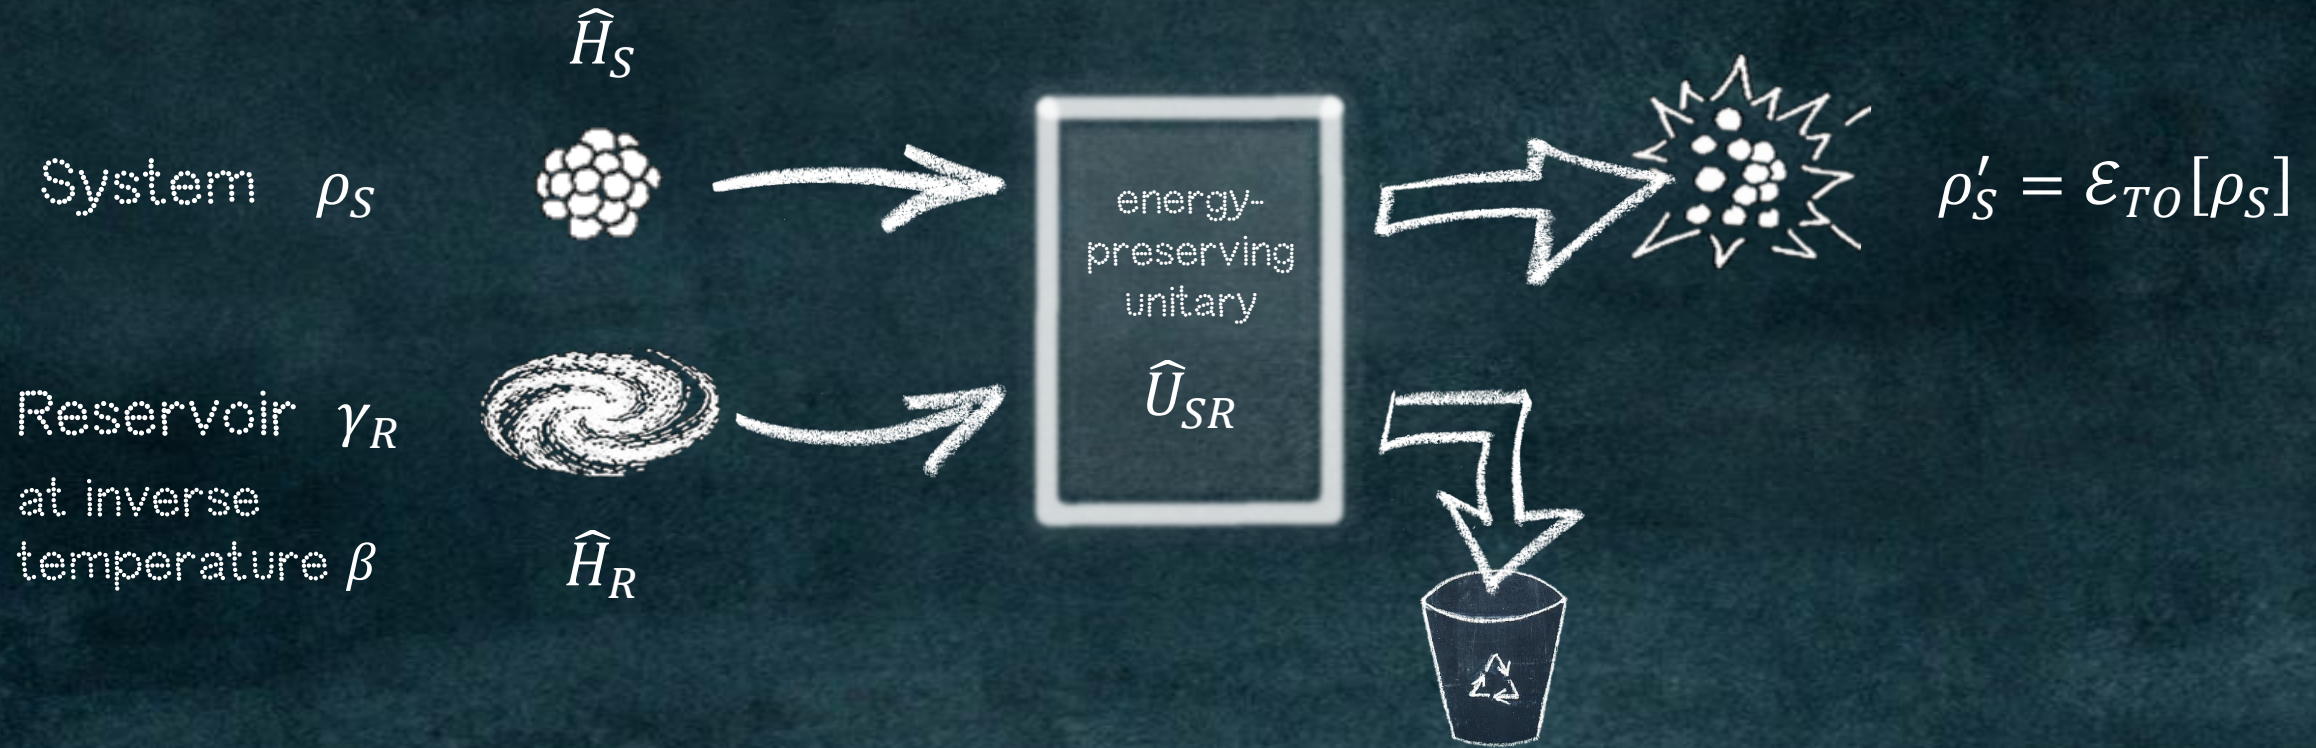 Ĥ_S
System ρ_S
energy-
preserving
unitary
Û_SR
ρ′_S = ℰ_TO[ρ_S]
Reservoir γ_R
at inverse
temperature β
Ĥ_R